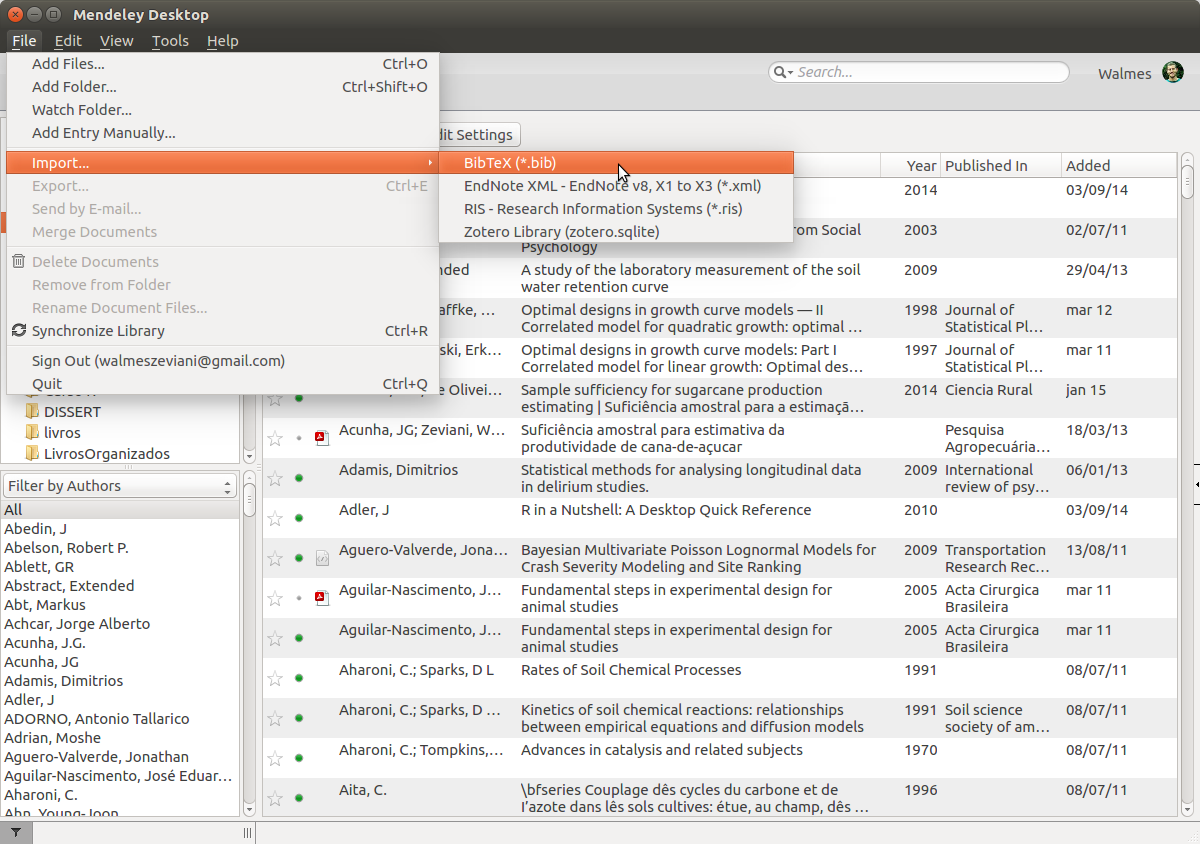 Mendeley Desktop
File Edit View Tools Help
Search...
Walmes
Add Files... Ctrl+O
Add Folder... Ctrl+Shift+O
Watch Folder...
Add Entry Manually...
Import...
Export... Ctrl+E
Send by E-mail...
Merge Documents
Delete Documents
Remove from Folder
Rename Document Files...
Synchronize Library Ctrl+R
Sign Out (walmeszeviani@gmail.com)
Quit Ctrl+Q
BibTeX (*.bib)
EndNote XML - EndNote v8, X1 to X3 (*.xml)
RIS - Research Information Systems (*.ris)
Zotero Library (zotero.sqlite)
DISSERT
livros
LivrosOrganizados
Filter by Authors
All
Abedin, J
Abelson, Robert P.
Ablett, GR
Abstract, Extended
Abt, Markus
Achcar, Jorge Alberto
Acunha, J.G.
Acunha, JG
Adamis, Dimitrios
Adler, J
ADORNO, Antonio Tallarico
Adrian, Moshe
Aguero-Valverde, Jonathan
Aguilar-Nascimento, José Eduar...
Aharoni, C.
Ahn, Young-Joon
dit Settings
Year Published In Added
2014 03/09/14
rom Social
Psychology
2003 02/07/11
nded
A study of the laboratory measurement of the soil
water retention curve
2009 29/04/13
affke, ...
Optimal designs in growth curve models — II
Correlated model for quadratic growth: optimal ...
1998 Journal of
Statistical Pl...
mar 12
ski, Erk...
Optimal designs in growth curve models: Part I
Correlated model for linear growth: Optimal des...
1997 Journal of
Statistical Pl...
mar 11
e Olivei...
Sample sufficiency for sugarcane production
estimating | Suficiência amostral para a estimaçã...
2014 Ciencia Rural jan 15
Acunha, JG; Zeviani, W...
Suficiência amostral para estimativa da
produtividade de cana-de-açucar
Pesquisa
Agropecuária...
18/03/13
Adamis, Dimitrios
Statistical methods for analysing longitudinal data
in delirium studies.
2009 International
review of psy...
06/01/13
Adler, J
R in a Nutshell: A Desktop Quick Reference
2010 03/09/14
Aguero-Valverde, Jona...
Bayesian Multivariate Poisson Lognormal Models for
Crash Severity Modeling and Site Ranking
2009 Transportation
Research Rec...
13/08/11
Aguilar-Nascimento, J...
Fundamental steps in experimental design for
animal studies
2005 Acta Cirurgica
Brasileira
mar 11
Aguilar-Nascimento, J...
Fundamental steps in experimental design for
animal studies
2005 Acta Cirurgica
Brasileira
mar 11
Aharoni, C.; Sparks, D L
Rates of Soil Chemical Processes
1991 08/07/11
Aharoni, C.; Sparks, D ...
Kinetics of soil chemical reactions: relationships
between empirical equations and diffusion models
1991 Soil science
society of am...
08/07/11
Aharoni, C.; Tompkins,...
Advances in catalysis and related subjects
1970 08/07/11
Aita, C.
\bfseries Couplage dês cycles du carbone et de
l'azote dans lês sols cultives: étue, au champ, dês ...
1996 08/07/11